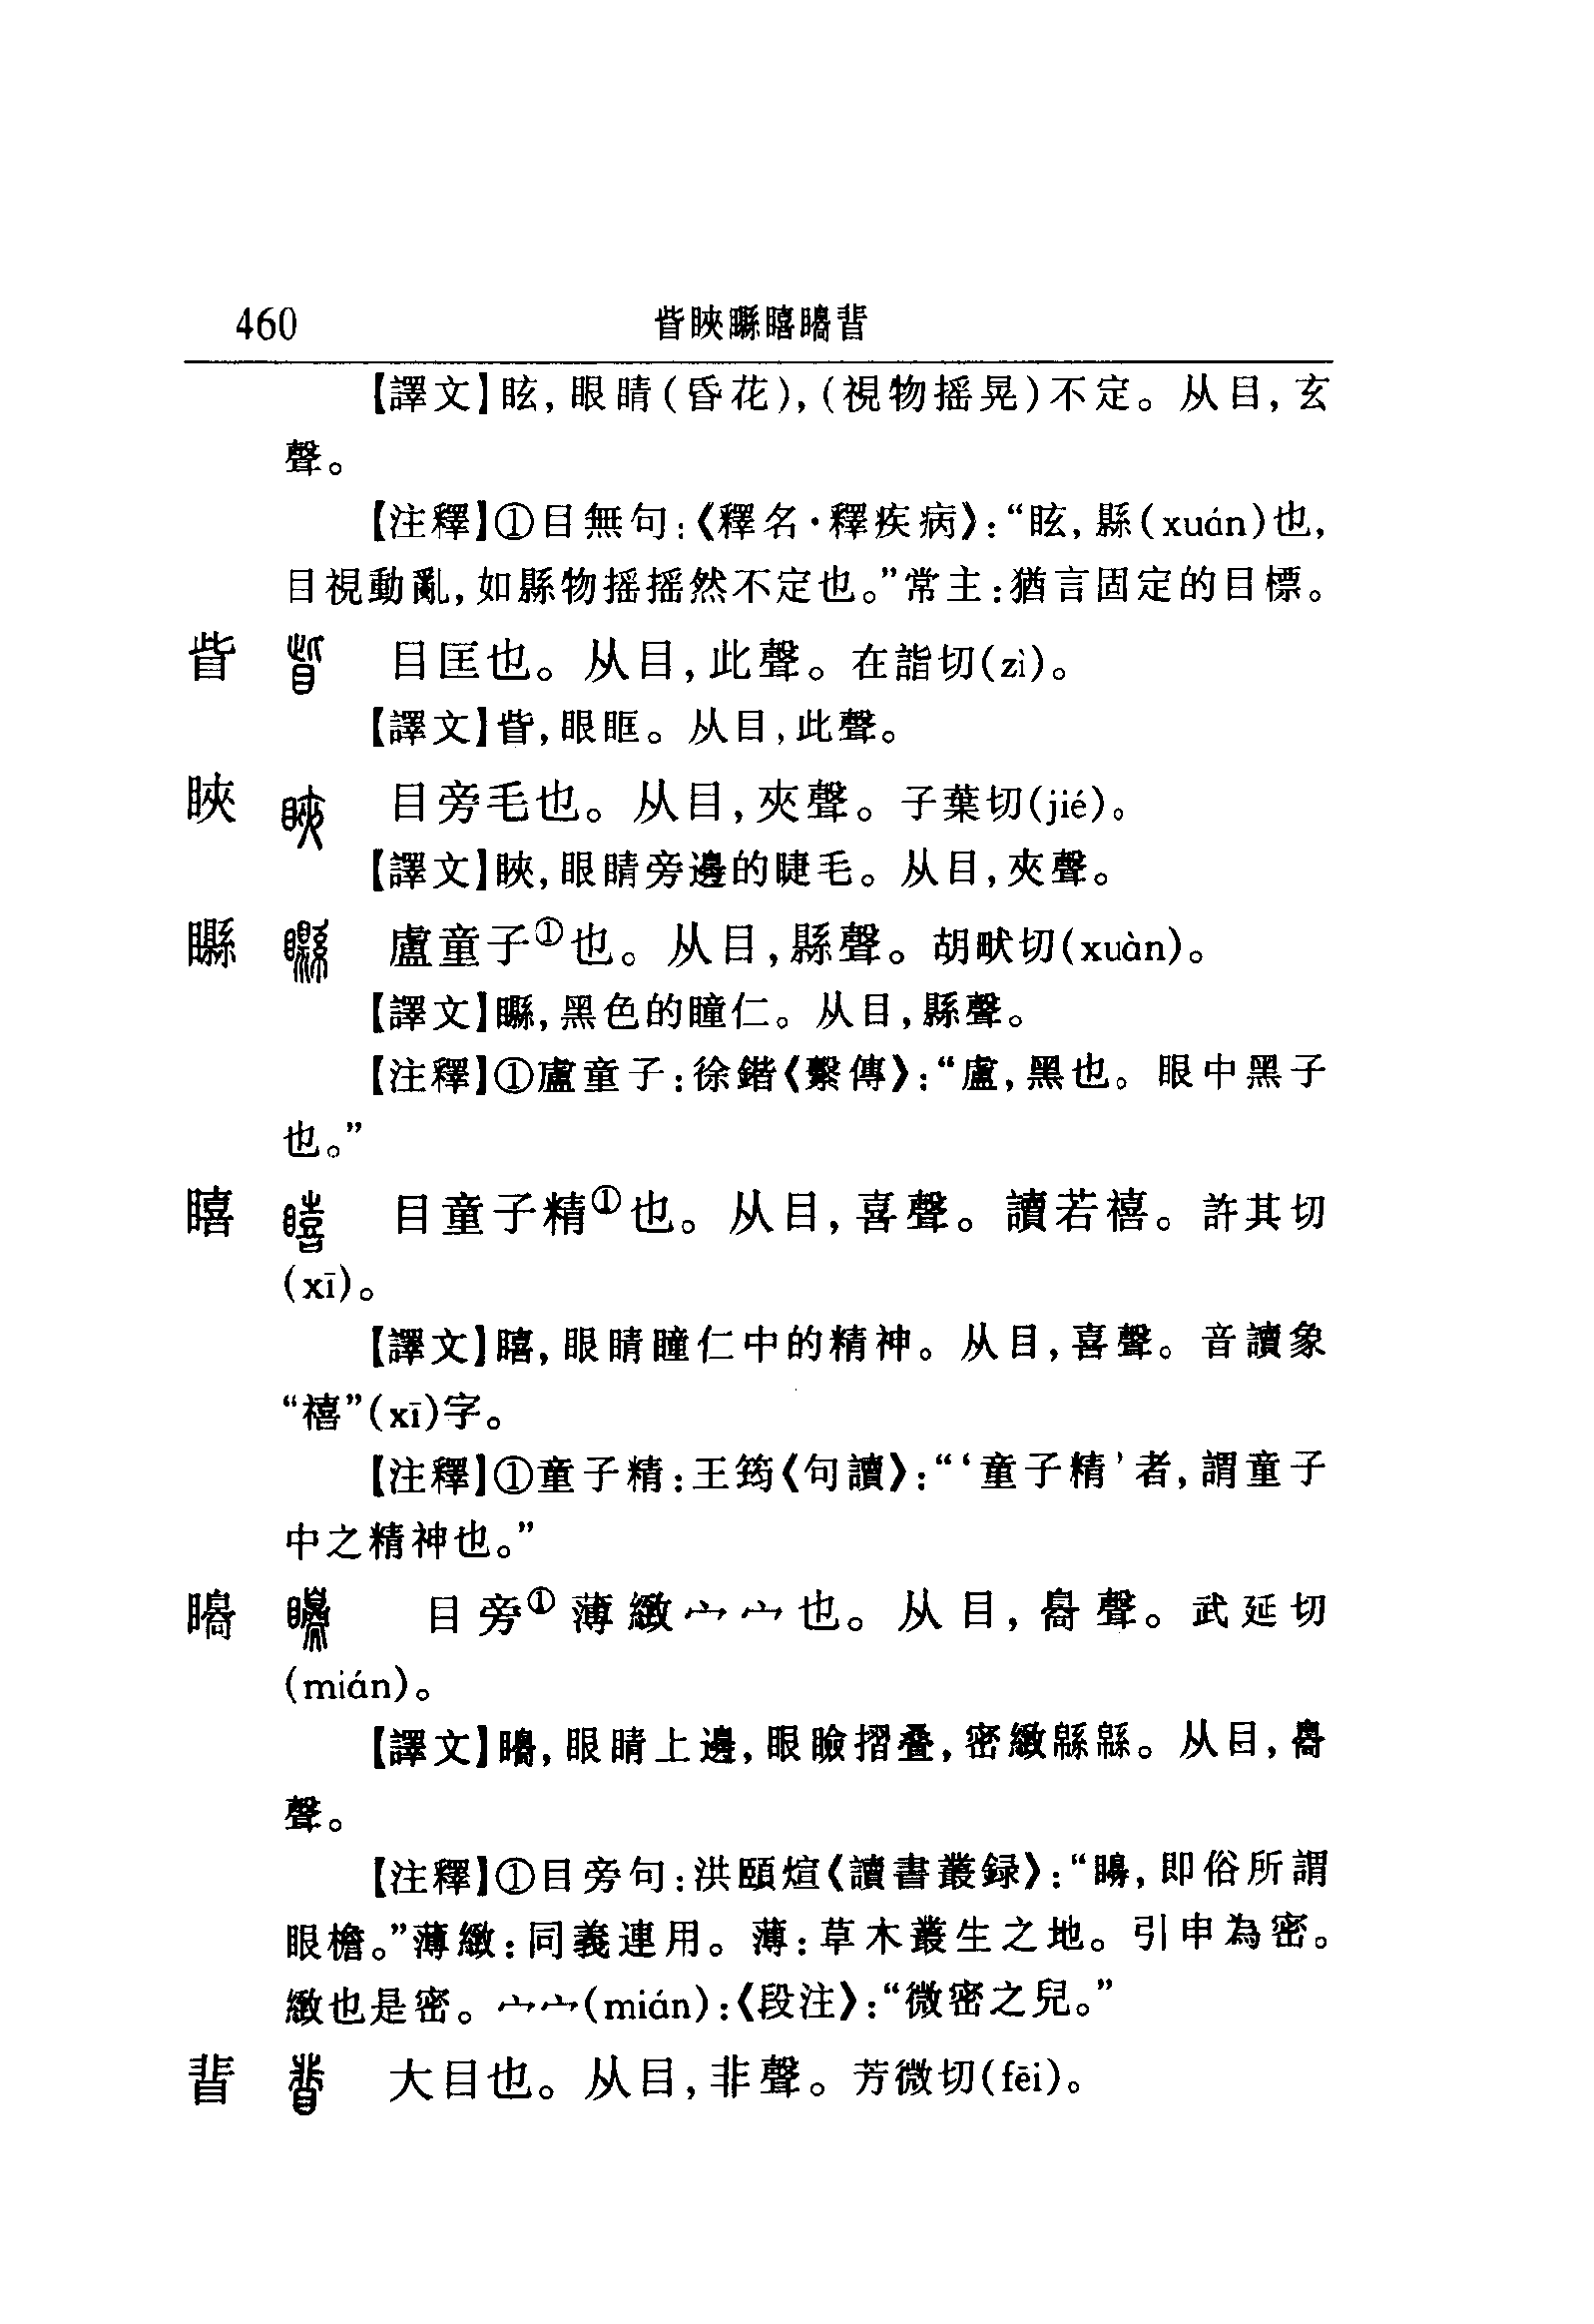 460 眥䀹矎瞦矏𥇖
【譯文】眩,眼睛(昏花),(視物摇晃)不定。从目,玄
聲。
【注釋】①目無句:《釋名·釋疾病》:“眩,縣(xuán)也,
目視動亂,如縣物摇摇然不定也。”常主:猶言固定的目標。
眥 目匡也。从目,此聲。在詣切(zì)。
【譯文】眥,眼眶。从目,此聲。
䀹 目旁毛也。从目,夾聲。子葉切(jié)。
【譯文】䀹,眼睛旁邊的睫毛。从目,夾聲。
盧童子①也。从目,縣聲。胡畎切(xuàn)。
【譯文】黑色的瞳仁。从目,縣聲。
【注釋】①盧童子:徐鍇《繫傳》:“盧,黑也。眼中黑子
也。”
瞦 目童子精①也。从目,喜聲。讀若禧。許其切
(xī)。
【譯文】瞦,眼睛瞳仁中的精神。从目,喜聲。音讀象
“禧”(xī)字。
【注釋】①童子精:王筠《句讀》:“‘童子精’者,謂童子
中之精神也。”
矏 目旁①薄緻宀宀也。从目,臱聲。武延切
(mián)。
【譯文】矏,眼睛上邊,眼瞼摺叠,密緻緜緜。从目,臱
聲。
【注釋】①目旁句:洪頤煊《讀書叢録》:“矏,即俗所謂
眼檐。”薄緻:同義連用。薄:草木叢生之地。引申為密。
緻也是密。宀宀(mián):《段注》:“微密之皃。”
大目也。从目,非聲。芳微切(fēi)。